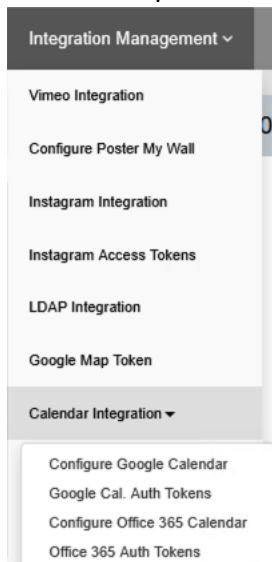 Integration Management
Vimeo Integration
Configure Poster My Wall
Instagram Integration
Instagram Access Tokens
LDAP Integration
Google Map Token
Calendar Integration
Configure Google Calendar
Google Cal. Auth Tokens
Configure Office 365 Calendar
Office 365 Auth Tokens